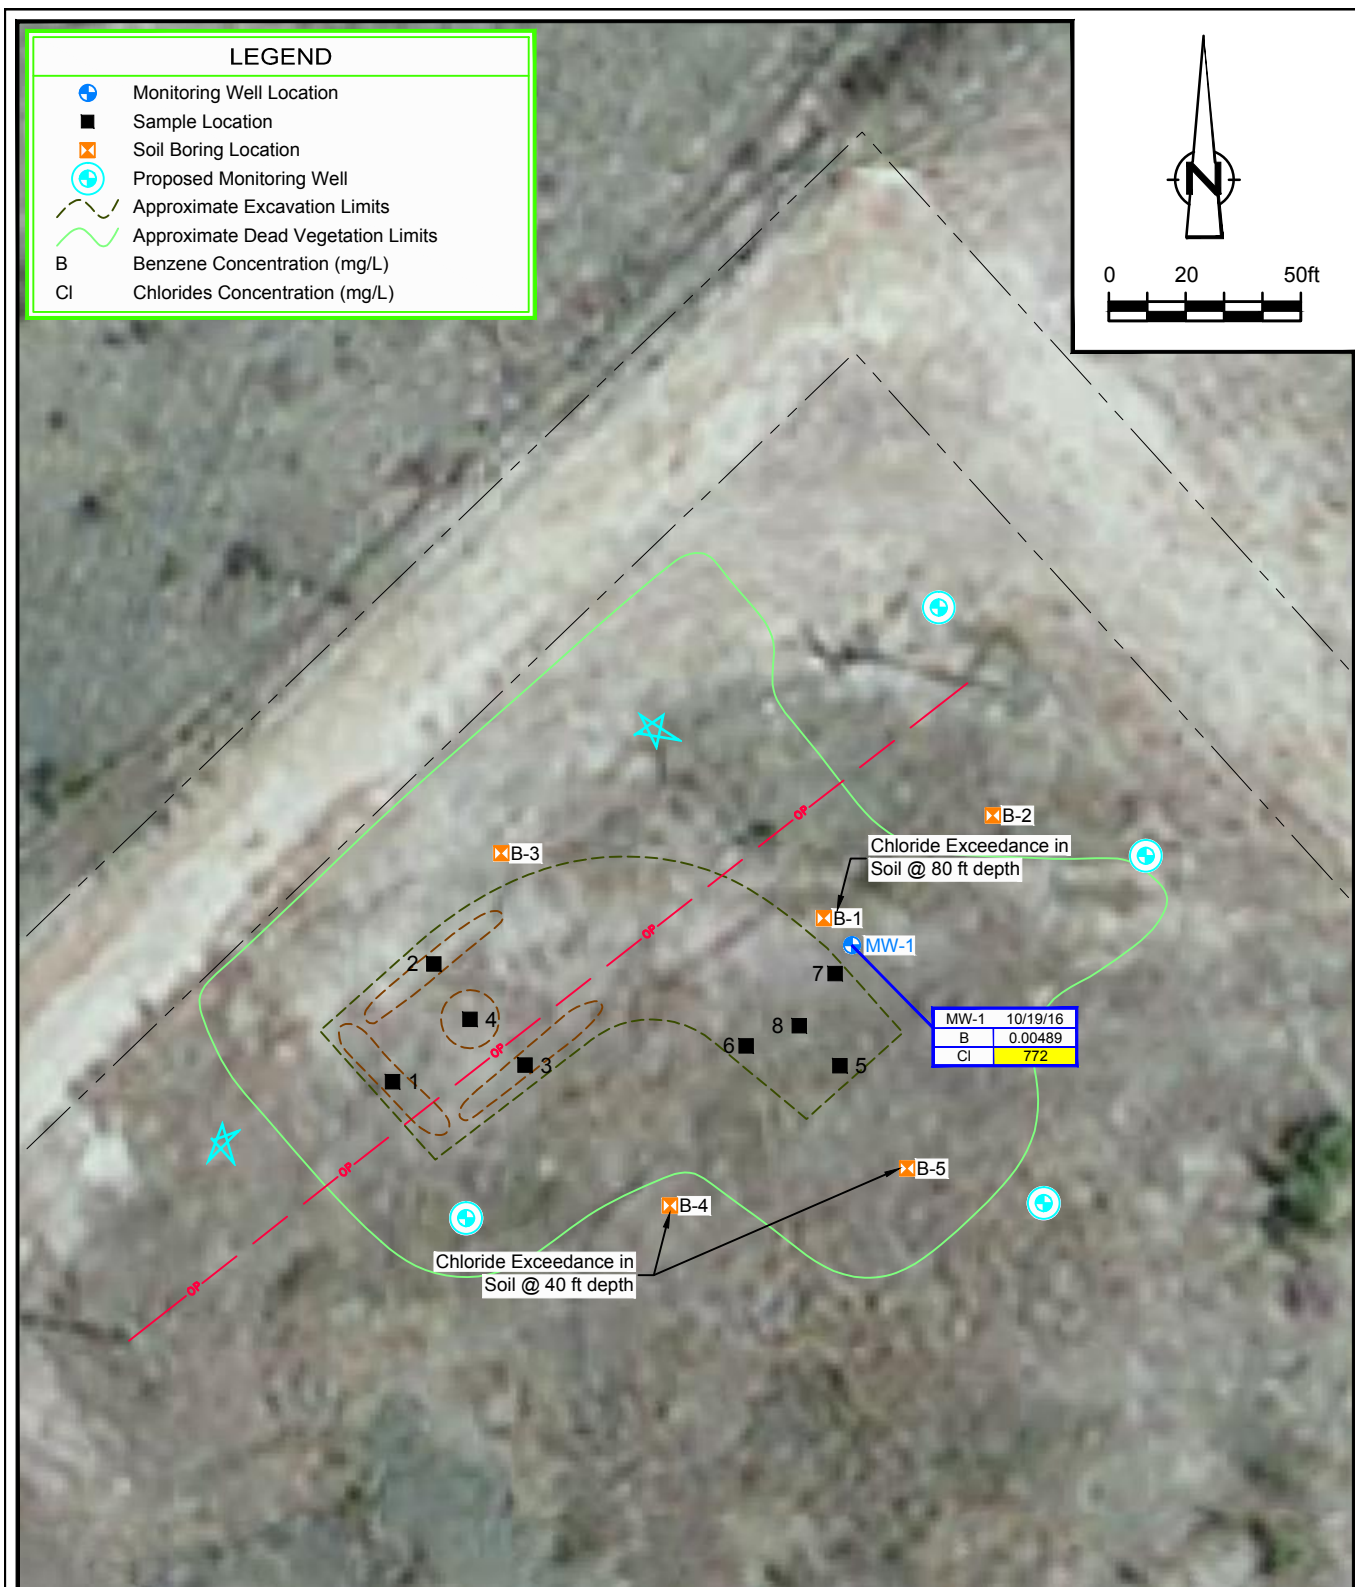 LEGEND
Monitoring Well Location
Sample Location
Soil Boring Location
Proposed Monitoring Well
Approximate Excavation Limits
Approximate Dead Vegetation Limits
B Benzene Concentration (mg/L)
Cl Chlorides Concentration (mg/L)
N
0 20 50ft
OP
B-2
Chloride Exceedance in
Soil @ 80 ft depth
B-3
B-1
OP
MW-1
2
7
4
8
MW-1 10/19/16
B 0.00489
Cl 772
6
OP
3
5
1
OP
B-5
B-4
Chloride Exceedance in
Soil @ 40 ft depth
OP